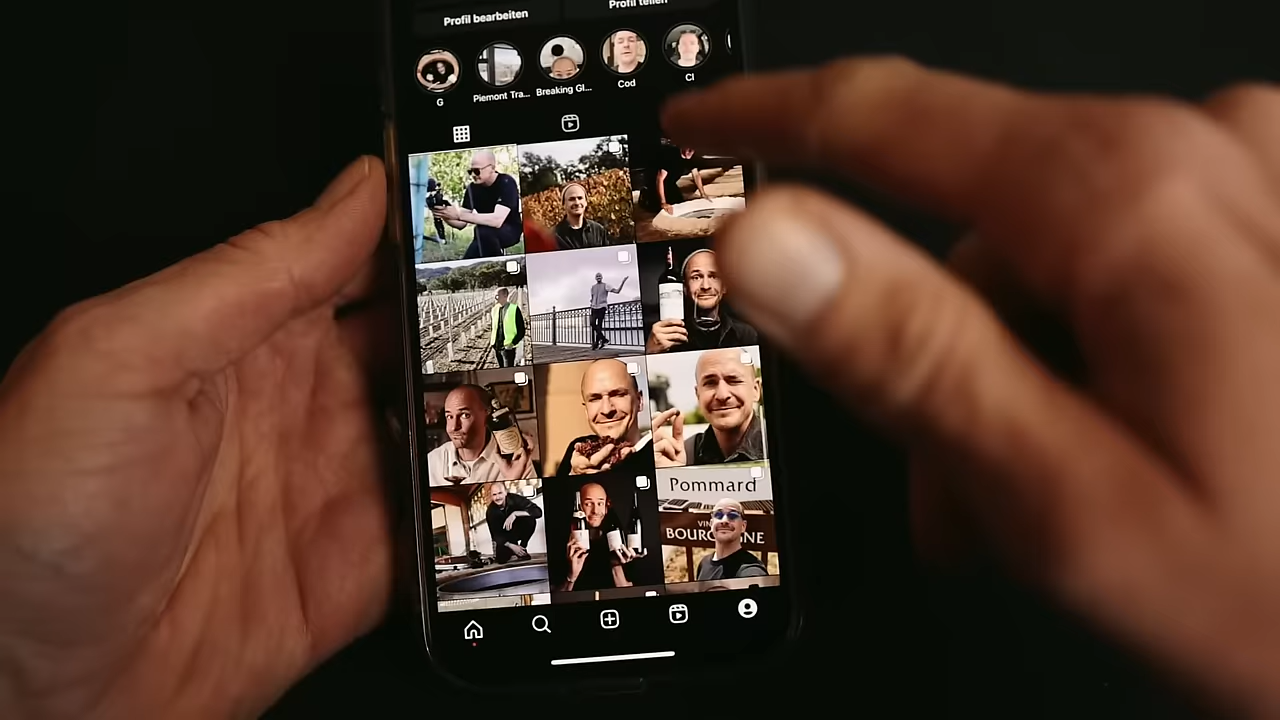 Profil bearbeiten
Profil teilen
G
Piemont Tra...
Breaking Gl...
Cod
Cl
Pommard
BOURGOGNE